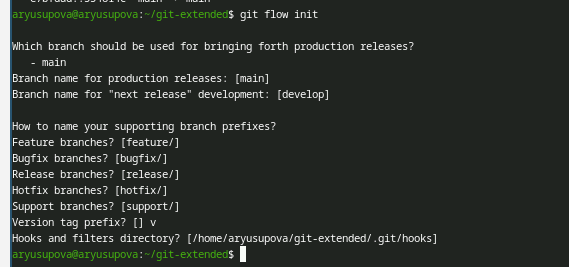 aryusupova@aryusupova:~/git-extended$ git flow init
Which branch should be used for bringing forth production releases?
- main
Branch name for production releases: [main]
Branch name for "next release" development: [develop]
How to name your supporting branch prefixes?
Feature branches? [feature/]
Bugfix branches? [bugfix/]
Release branches? [release/]
Hotfix branches? [hotfix/]
Support branches? [support/]
Version tag prefix? [] v
Hooks and filters directory? [/home/aryusupova/git-extended/.git/hooks]
aryusupova@aryusupova:~/git-extended$